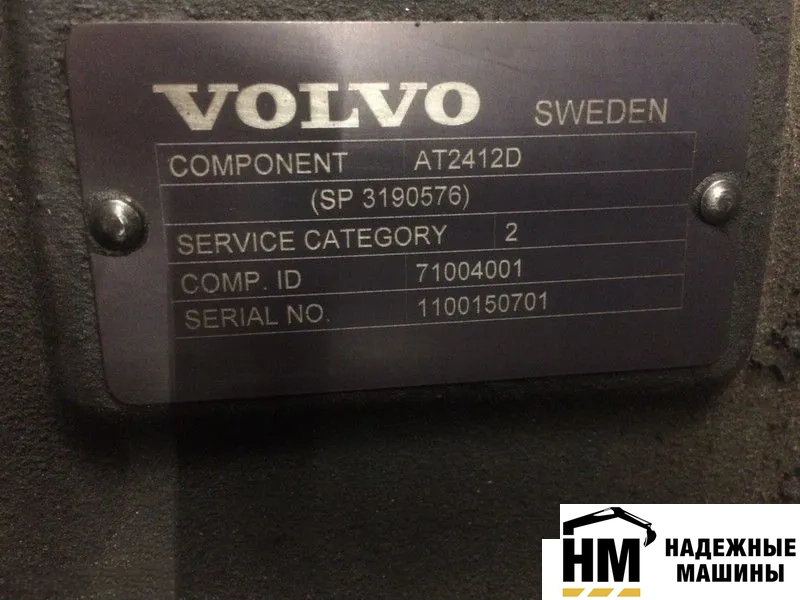 VOLVO SWEDEN
COMPONENT AT2412D
(SP 3190576)
SERVICE CATEGORY 2
COMP. ID 71004001
SERIAL NO. 1100150701
НМ
НАДЕЖНЫЕ
МАШИНЫ